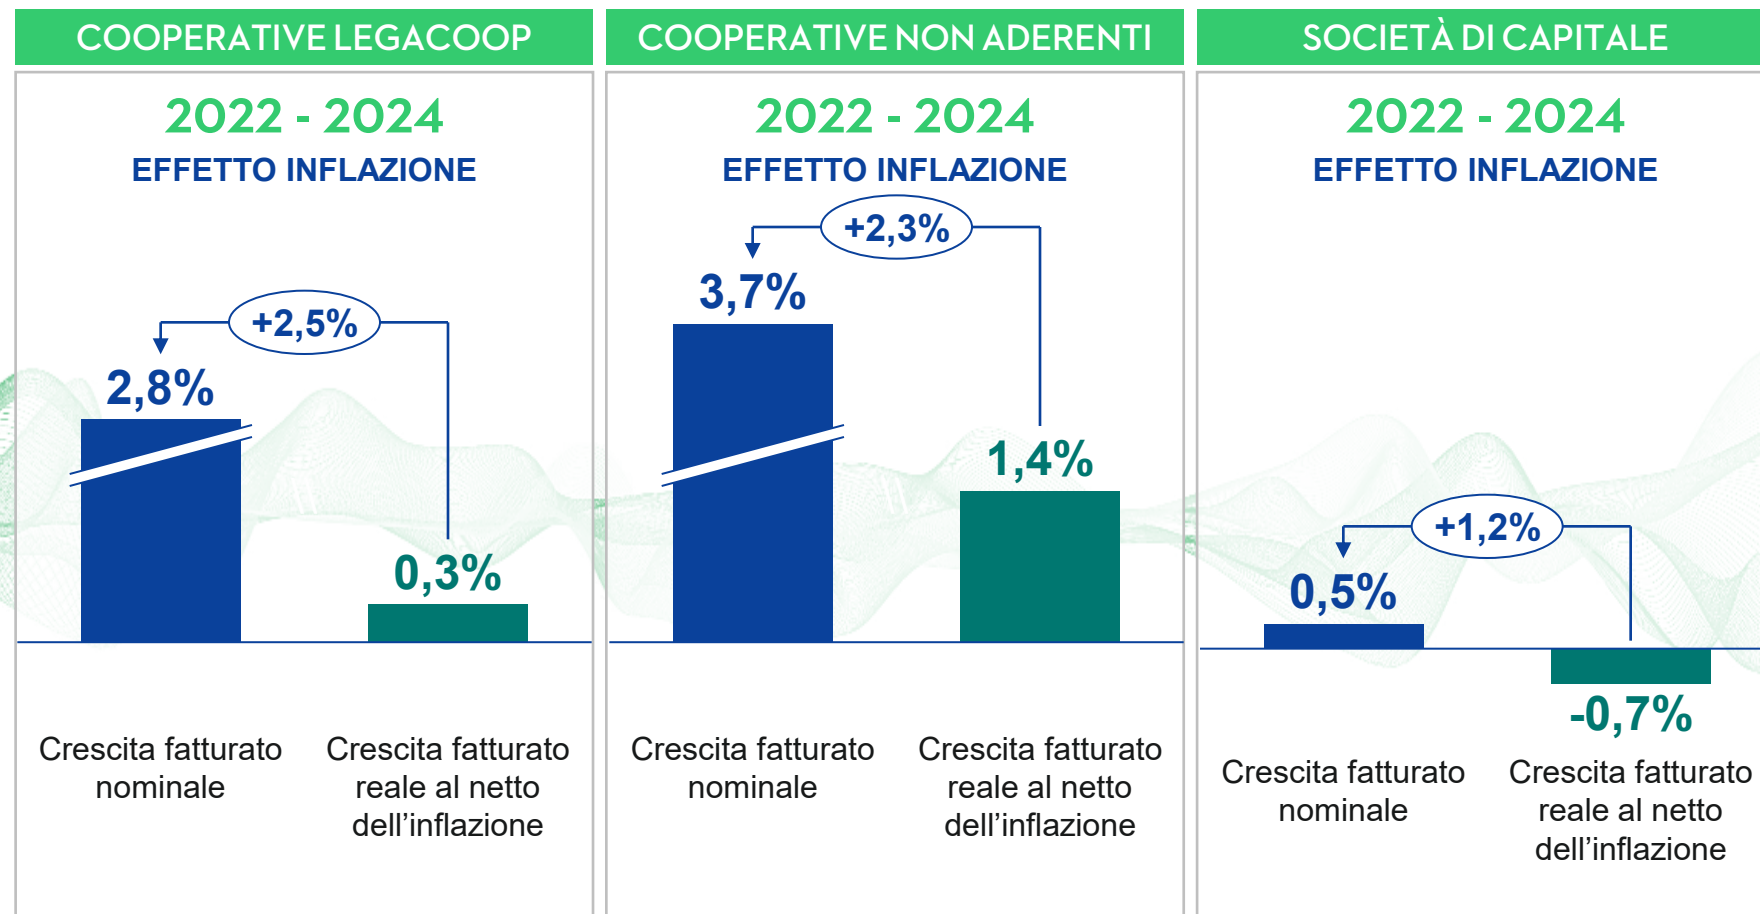 COOPERATIVE LEGACOOP
2022 - 2024
EFFETTO INFLAZIONE
+2,5%
2,8%
0,3%
Crescita fatturato
nominale
Crescita fatturato
reale al netto
dell’inflazione
COOPERATIVE NON ADERENTI
2022 - 2024
EFFETTO INFLAZIONE
+2,3%
3,7%
1,4%
Crescita fatturato
nominale
Crescita fatturato
reale al netto
dell’inflazione
SOCIETÀ DI CAPITALE
2022 - 2024
EFFETTO INFLAZIONE
+1,2%
0,5%
-0,7%
Crescita fatturato
nominale
Crescita fatturato
reale al netto
dell’inflazione